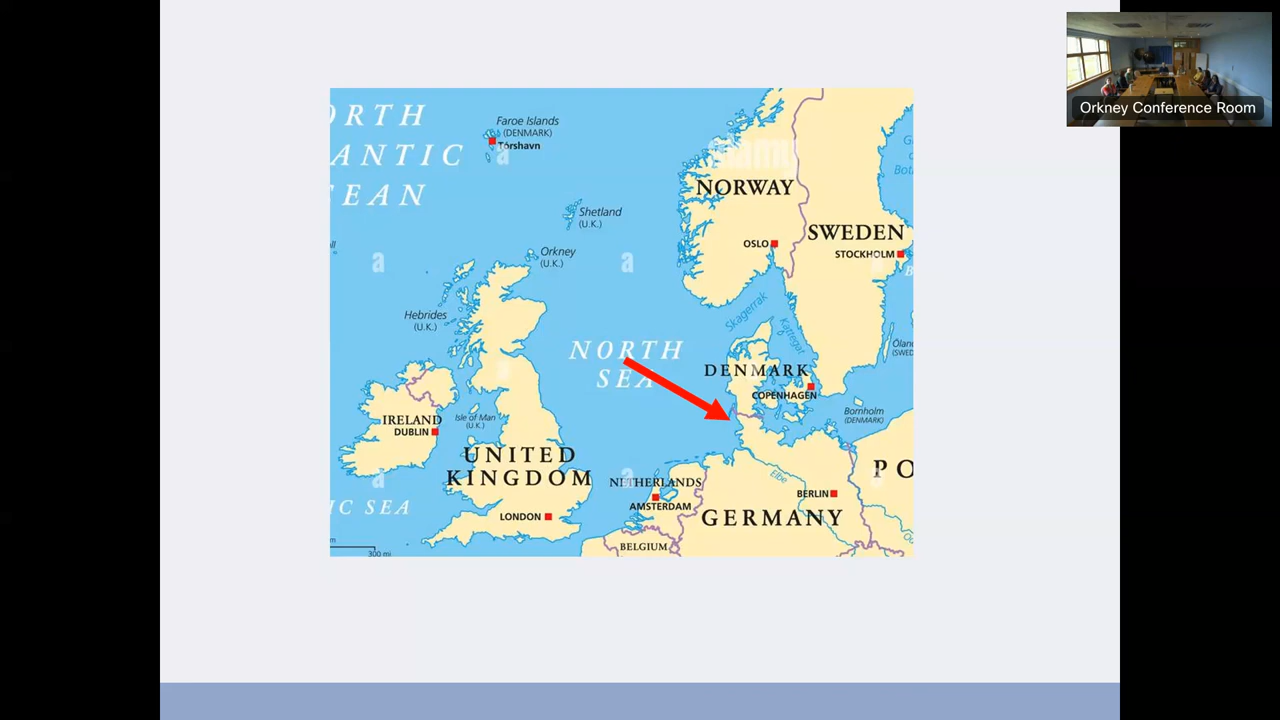 Orkney Conference Room
ORTH
ANTIC
EAN
Faroe Islands
(DENMARK)
Tórshavn
Shetland
(U.K.)
Orkney
(U.K.)
Hebrides
(U.K.)
NORWAY
OSLO
SWEDEN
STOCKHOLM
Skagerrak
Kattegat
NORTH
SEA
DENMARK
COPENHAGEN
Bornholm
(DENMARK)
IRELAND
DUBLIN
Isle of Man
(U.K.)
UNITED
KINGDOM
LONDON
NETHERLANDS
AMSTERDAM
BELGIUM
Elbe
BERLIN
GERMANY
PO
IC SEA
300 mi
a
a
a
a
a
a